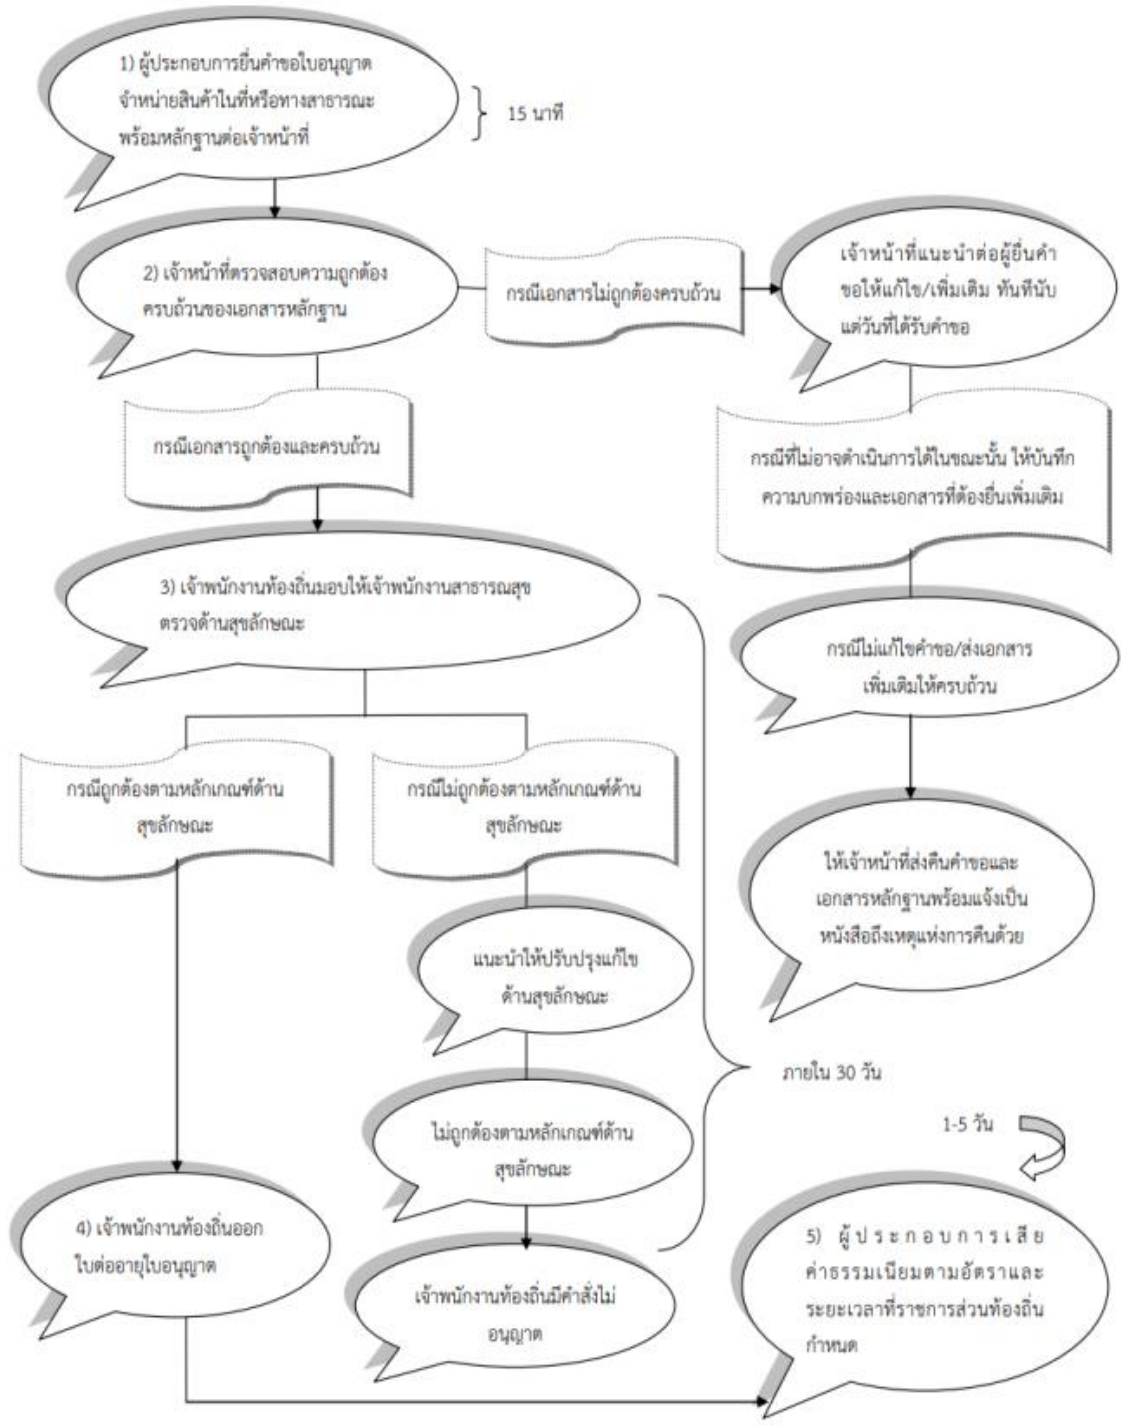 1) ผู้ประกอบการยื่นคำขอใบอนุญาต
จำหน่ายสินค้าในที่หรือทางสาธารณะ
พร้อมหลักฐานต่อเจ้าหน้าที่
15 นาที
2) เจ้าหน้าที่ตรวจสอบความถูกต้อง
ครบถ้วนของเอกสารหลักฐาน
กรณีเอกสารไม่ถูกต้องครบถ้วน
เจ้าหน้าที่แนะนำต่อผู้ยื่นคำ
ขอให้แก้ไข/เพิ่มเติม ทันทีนับ
แต่วันที่ได้รับคำขอ
กรณีเอกสารถูกต้องและครบถ้วน
กรณีที่ไม่อาจดำเนินการได้ในขณะนั้น ให้บันทึก
ความบกพร่องและเอกสารที่ต้องยื่นเพิ่มเติม
3) เจ้าพนักงานท้องถิ่นมอบให้เจ้าพนักงานสาธารณสุข
ตรวจด้านสุขลักษณะ
กรณีไม่แก้ไขคำขอ/ส่งเอกสาร
เพิ่มเติมให้ครบถ้วน
กรณีถูกต้องตามหลักเกณฑ์ด้าน
สุขลักษณะ
กรณีไม่ถูกต้องตามหลักเกณฑ์ด้าน
สุขลักษณะ
ให้เจ้าหน้าที่ส่งคืนคำขอและ
เอกสารหลักฐานพร้อมแจ้งเป็น
หนังสือถึงเหตุแห่งการคืนด้วย
แนะนำให้ปรับปรุงแก้ไข
ด้านสุขลักษณะ
ภายใน 30 วัน
ไม่ถูกต้องตามหลักเกณฑ์ด้าน
สุขลักษณะ
1-5 วัน
4) เจ้าพนักงานท้องถิ่นออก
ใบต่ออายุใบอนุญาต
เจ้าพนักงานท้องถิ่นมีคำสั่งไม่
อนุญาต
5) ผู้ประกอบการเสีย
ค่าธรรมเนียมตามอัตราและ
ระยะเวลาที่ราชการส่วนท้องถิ่น
กำหนด